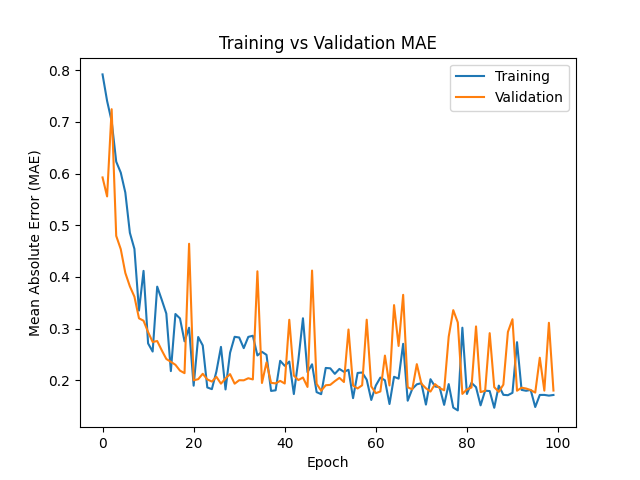 Training vs Validation MAE
Training
Validation
Mean Absolute Error (MAE)
0.8
0.7
0.6
0.5
0.4
0.3
0.2
0 20 40 60 80 100
Epoch